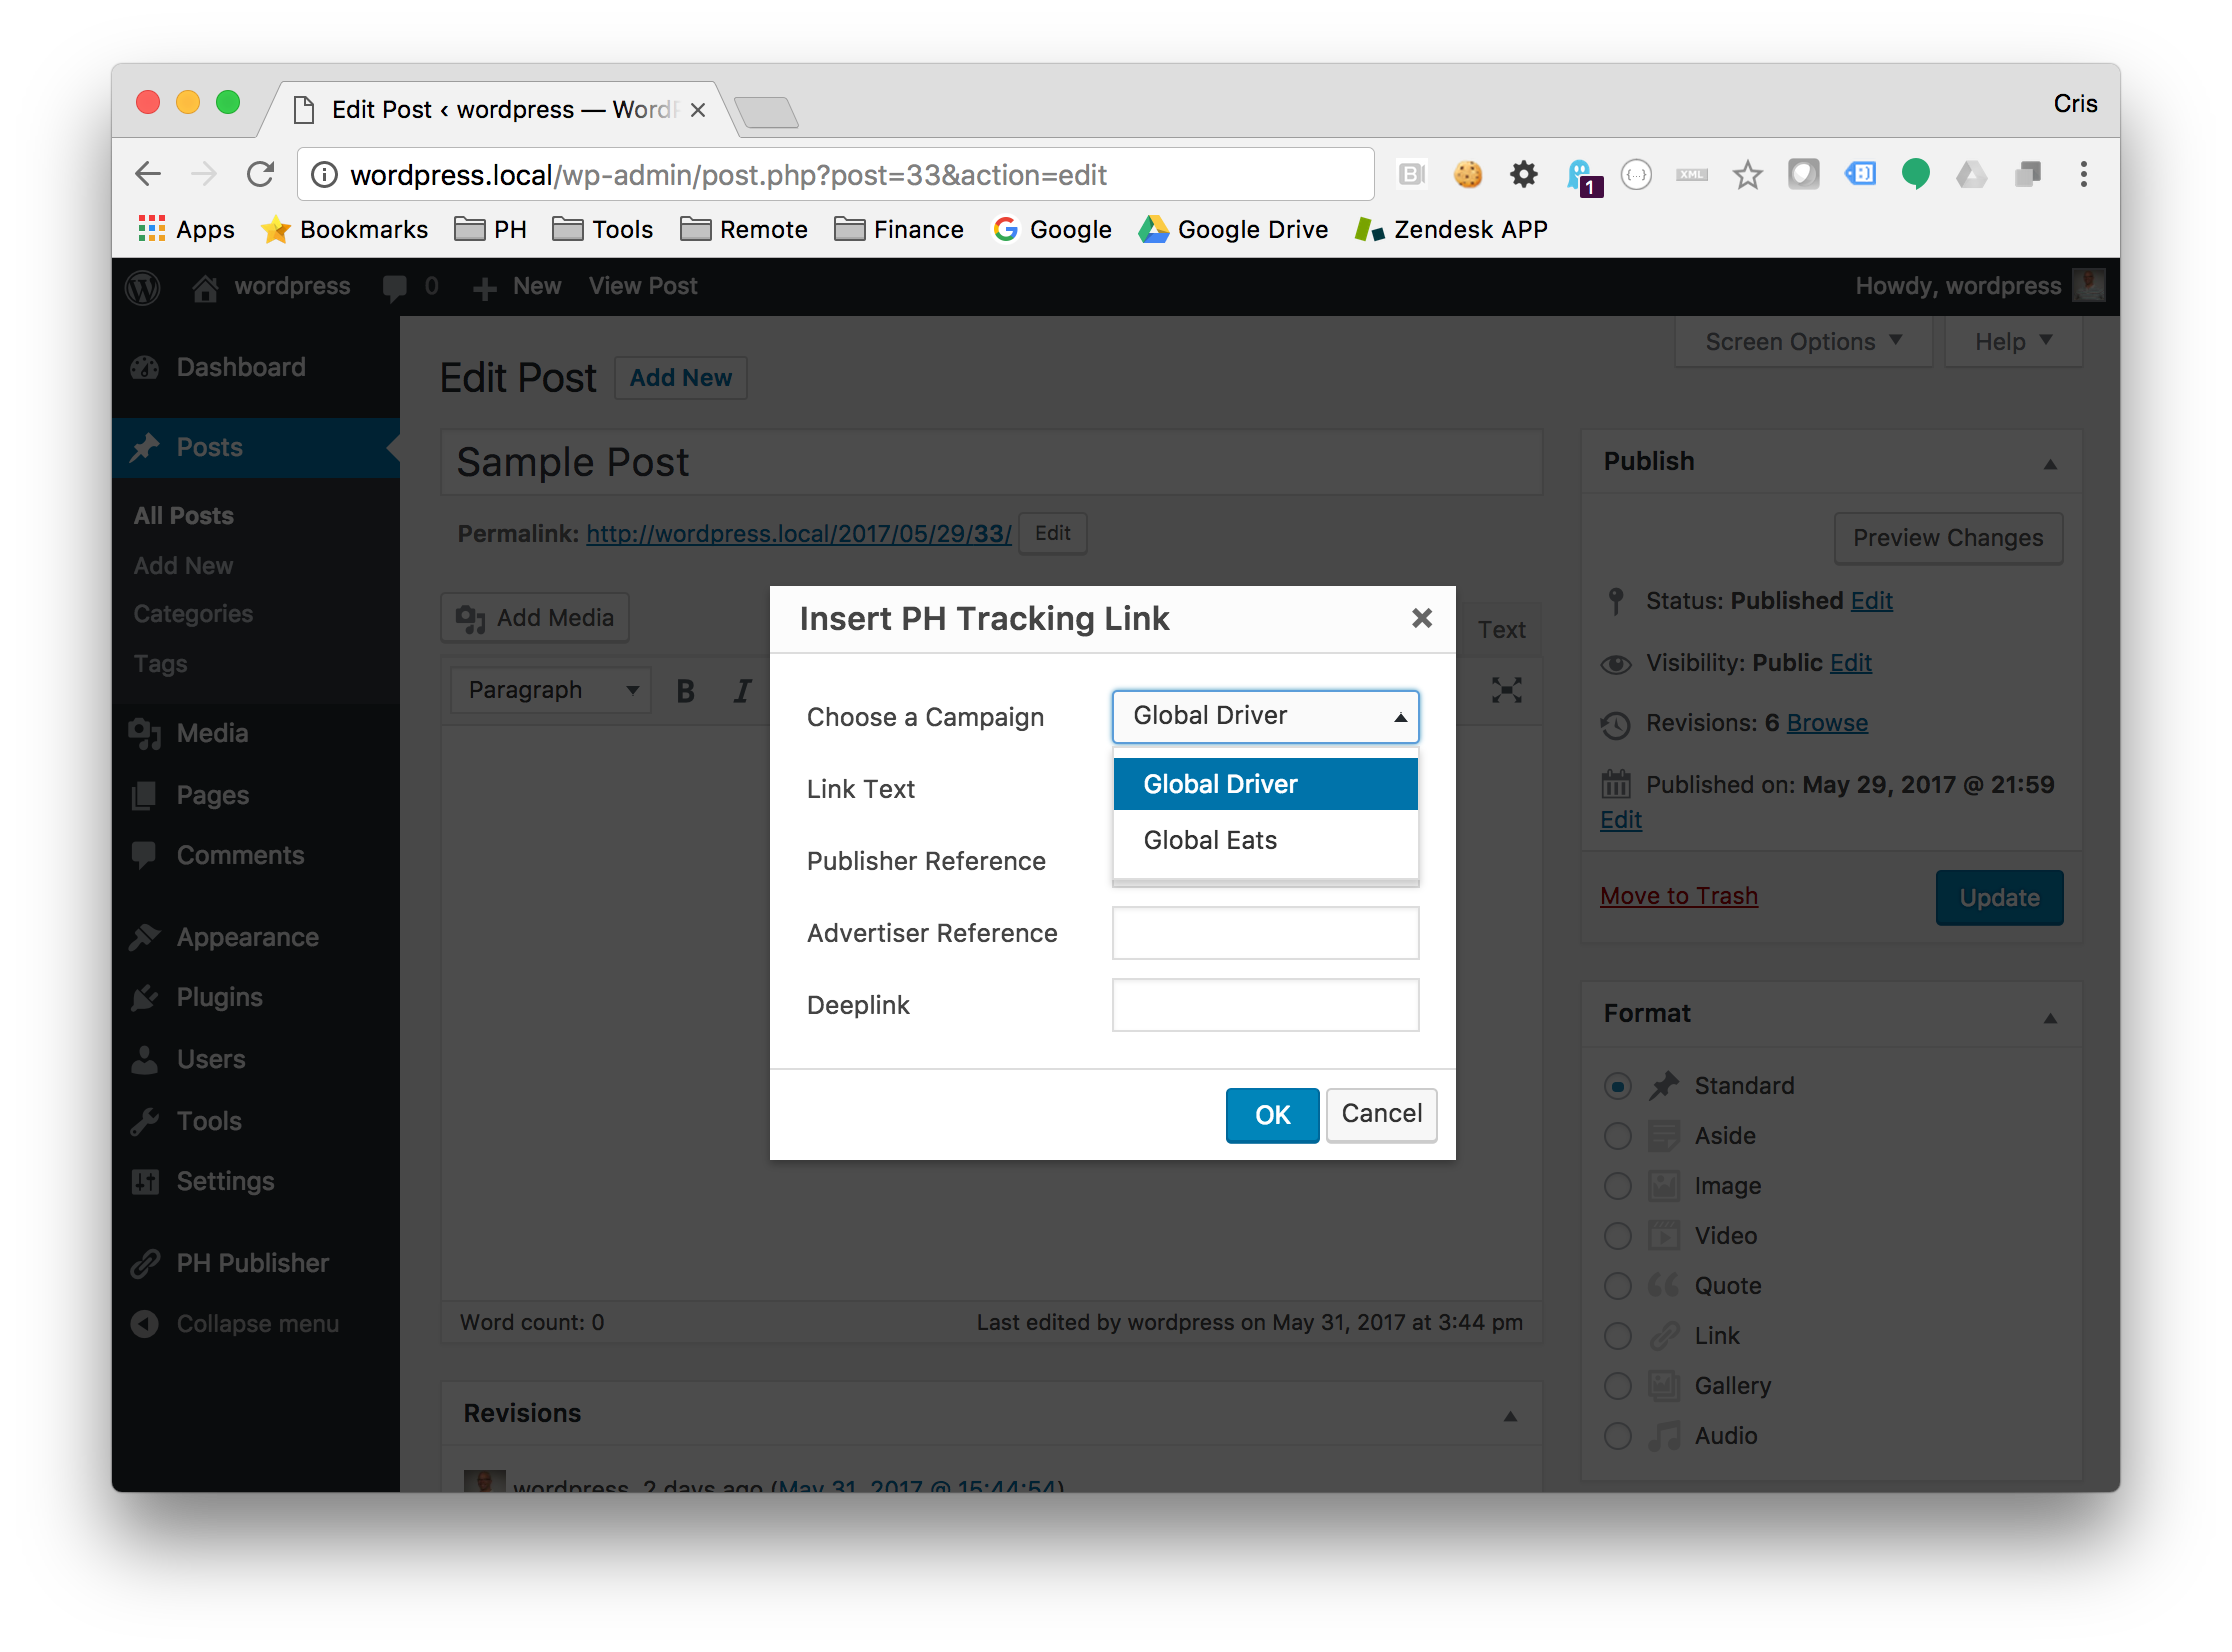 Edit Post ‹ wordpress — WordP
Cris
wordpress.local/wp-admin/post.php?post=33&action=edit
1
XML
Apps
Bookmarks
PH
Tools
Remote
Finance
Google
Google Drive
Zendesk APP
wordpress
0
New
View Post
Howdy, wordpress
Dashboard
Posts
All Posts
Add New
Categories
Tags
Media
Pages
Comments
Appearance
Plugins
Users
Tools
Settings
PH Publisher
Collapse menu
Screen Options
Help
Edit Post
Add New
Sample Post
Permalink: http://wordpress.local/2017/05/29/33/ Edit
Add Media
Text
Paragraph
B
I
Insert PH Tracking Link
Choose a Campaign
Global Driver
Global Driver
Global Eats
Link Text
Publisher Reference
Advertiser Reference
Deeplink
OK
Cancel
Word count: 0
Last edited by wordpress on May 31, 2017 at 3:44 pm
Revisions
wordpress, 2 days ago (May 31, 2017 @ 15:44:54)
Publish
Preview Changes
Status: Published Edit
Visibility: Public Edit
Revisions: 6 Browse
Published on: May 29, 2017 @ 21:59
Edit
Move to Trash
Update
Format
Standard
Aside
Image
Video
Quote
Link
Gallery
Audio